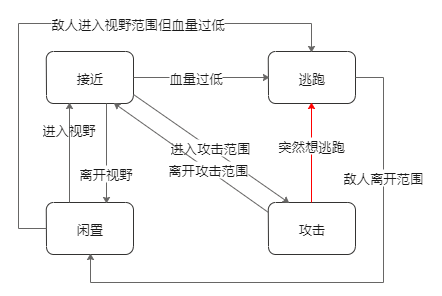 敌人进入视野范围但血量过低
接近
血量过低
逃跑
进入视野
进入攻击范围
突然想逃跑
离开视野
离开攻击范围
敌人离开范围
闲置
攻击